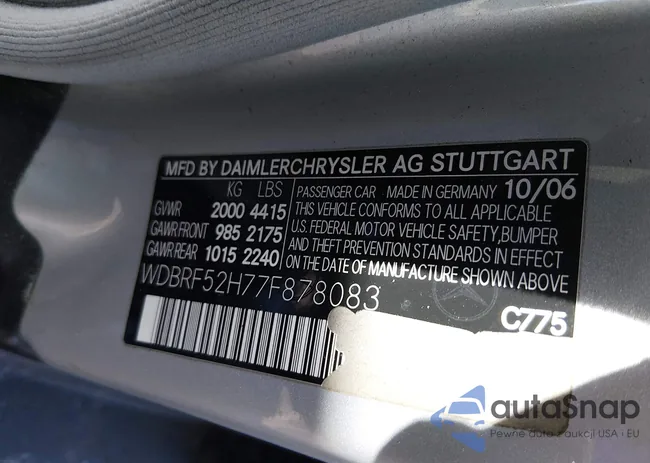 MFD BY DAIMLERCHRYSLER AG STUTTGART
KG LBS
GVWR 2000 4415
GAWR FRONT 985 2175
GAWR REAR 1015 2240
PASSENGER CAR MADE IN GERMANY 10/06
THIS VEHICLE CONFORMS TO ALL APPLICABLE
U.S. FEDERAL MOTOR VEHICLE SAFETY, BUMPER
AND THEFT PREVENTION STANDARDS IN EFFECT
ON THE DATE OF MANUFACTURE SHOWN ABOVE
WDBRF52H77F878083
C775
autaSnap
Pewne auta z aukcji USA i EU